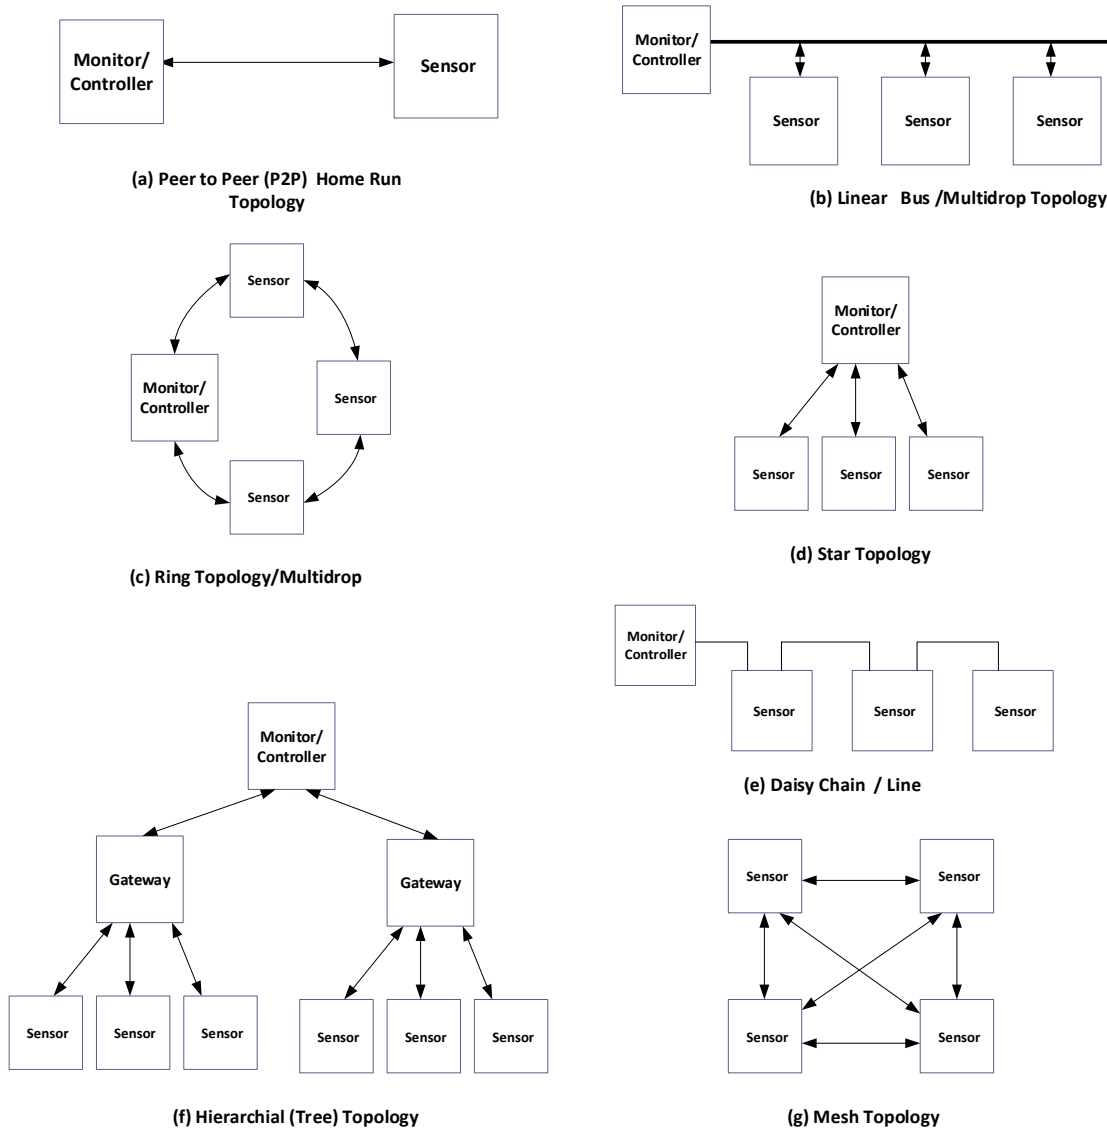 Monitor/
Controller
Sensor
(a) Peer to Peer (P2P) Home Run
Topology
Monitor/
Controller
Sensor
Sensor
Sensor
(b) Linear Bus /Multidrop Topology
Sensor
Monitor/
Controller
Sensor
Sensor
(c) Ring Topology/Multidrop
Monitor/
Controller
Sensor
Sensor
Sensor
(d) Star Topology
Monitor/
Controller
Sensor
Sensor
Sensor
(e) Daisy Chain / Line
Monitor/
Controller
Gateway
Gateway
Sensor
Sensor
Sensor
Sensor
Sensor
Sensor
(f) Hierarchial (Tree) Topology
Sensor
Sensor
Sensor
Sensor
(g) Mesh Topology